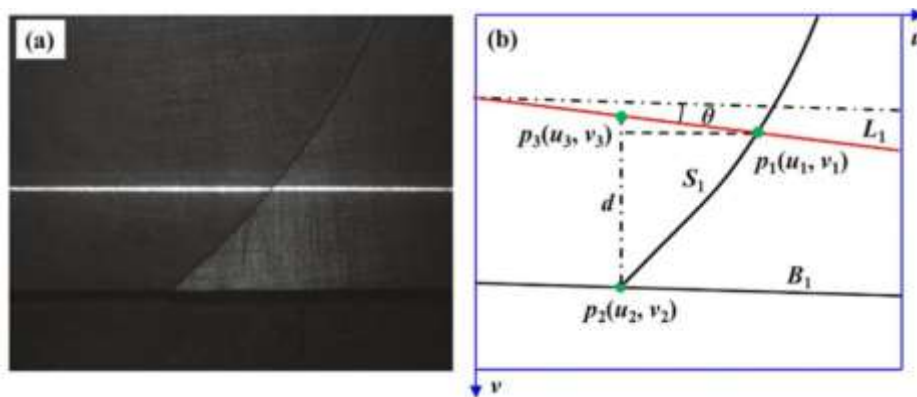 (a)
(b)
u
θ
L₁
p₃(u₃, v₃)
p₁(u₁, v₁)
S₁
d
B₁
p₂(u₂, v₂)
v